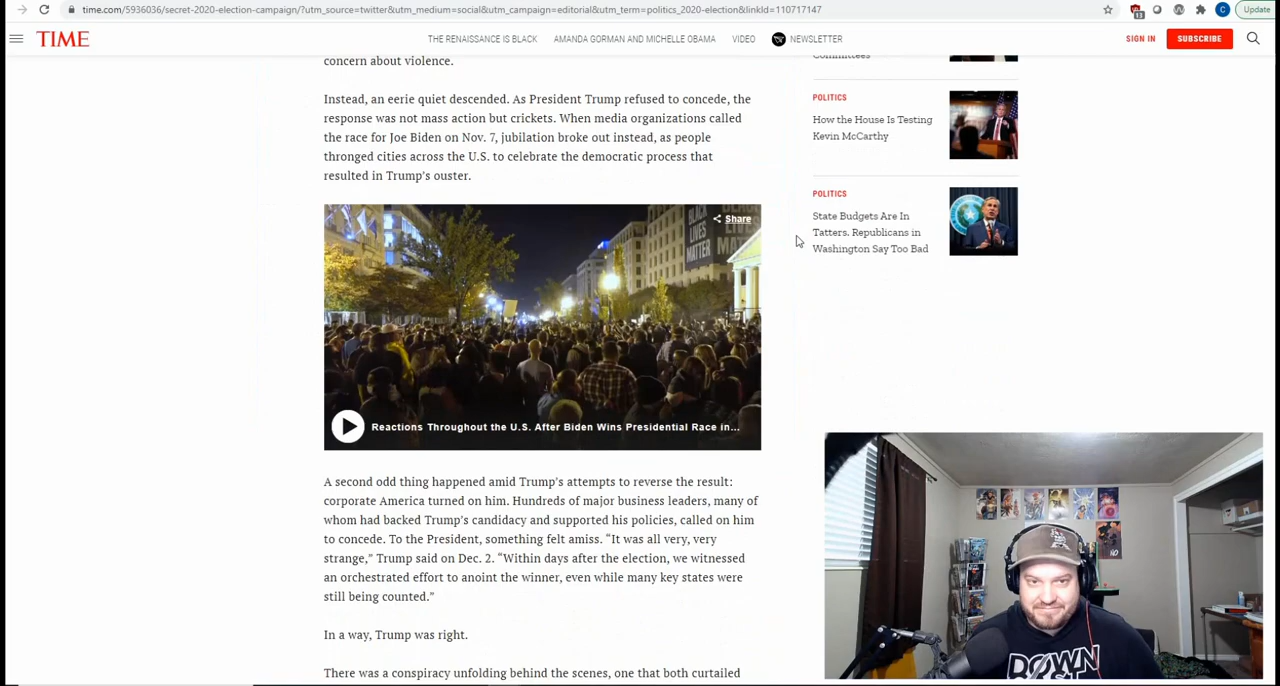 time.com/5936036/secret-2020-election-campaign/?utm_source=twitter&utm_medium=social&utm_campaign=editorial&utm_term=politics_2020-election&linkId=110717147
13
C
Update
TIME
THE RENAISSANCE IS BLACK
AMANDA GORMAN AND MICHELLE OBAMA
VIDEO
NEWSLETTER
SIGN IN
SUBSCRIBE
concern about violence.
Instead, an eerie quiet descended. As President Trump refused to concede, the
response was not mass action but crickets. When media organizations called
the race for Joe Biden on Nov. 7, jubilation broke out instead, as people
thronged cities across the U.S. to celebrate the democratic process that
resulted in Trump's ouster.
Share
BLACK
LIVES
MATTER
Reactions Throughout the U.S. After Biden Wins Presidential Race in...
A second odd thing happened amid Trump's attempts to reverse the result:
corporate America turned on him. Hundreds of major business leaders, many of
whom had backed Trump's candidacy and supported his policies, called on him
to concede. To the President, something felt amiss. “It was all very, very
strange,” Trump said on Dec. 2. “Within days after the election, we witnessed
an orchestrated effort to anoint the winner, even while many key states were
still being counted.”
In a way, Trump was right.
There was a conspiracy unfolding behind the scenes, one that both curtailed
Committees
POLITICS
How the House Is Testing
Kevin McCarthy
POLITICS
State Budgets Are In
Tatters. Republicans in
Washington Say Too Bad
NO
DOWN